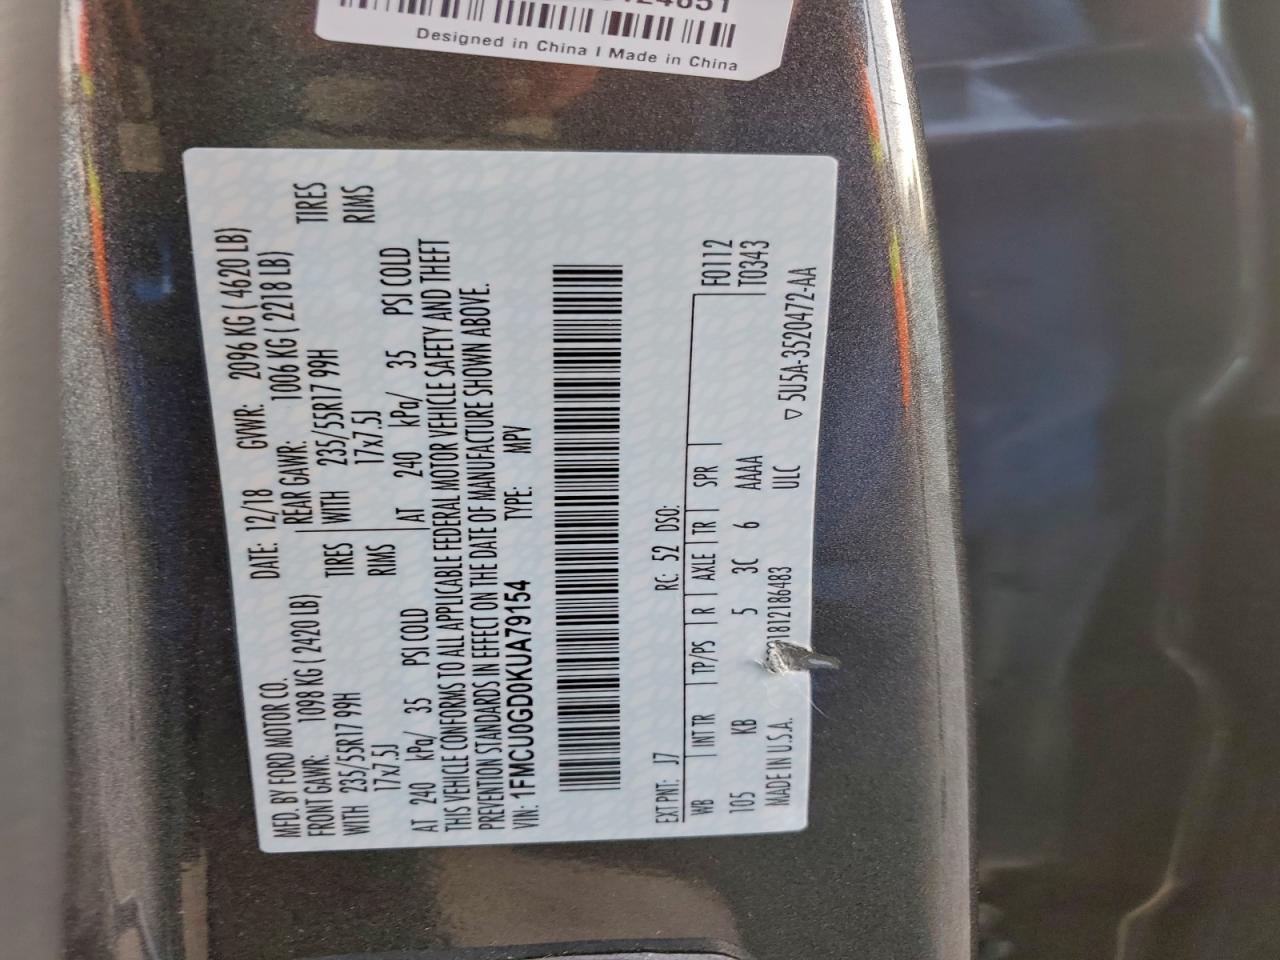 Designed in China I Made in China
MFD. BY FORD MOTOR CO. DATE: 12/18 GVWR: 2096 KG ( 4620 LB)
FRONT GAWR: 1098 KG ( 2420 LB) REAR GAWR: 1006 KG ( 2218 LB)
WITH 235/55R17 99H TIRES WITH 235/55R17 99H TIRES
17x7.5J RIMS 17x7.5J RIMS
AT 240 kPa/ 35 PSI COLD AT 240 kPa/ 35 PSI COLD
THIS VEHICLE CONFORMS TO ALL APPLICABLE FEDERAL MOTOR VEHICLE SAFETY AND THEFT
PREVENTION STANDARDS IN EFFECT ON THE DATE OF MANUFACTURE SHOWN ABOVE.
VIN: 1FMCU0GD0KUA79154 TYPE: MPV
EXT PNT: J7 RC: 52 DSO: F0112
WB INT TR TP/PS R AXLE TR SPR T0343
105 KB 5 3C 6 AAAA
MADE IN U.S.A. 1812186483 ULC ▽ 5U5A-3520472-AA